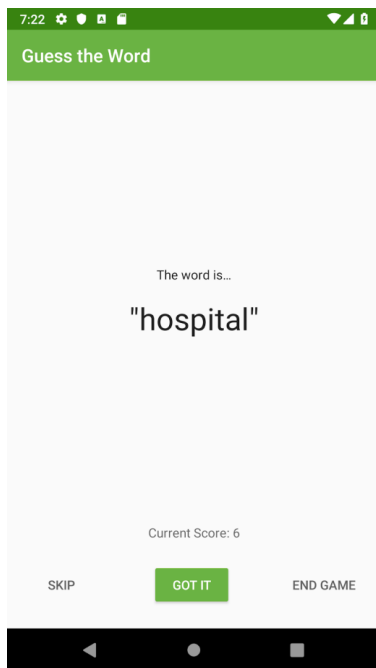 7:22
Guess the Word
The word is...
"hospital"
Current Score: 6
SKIP GOT IT END GAME